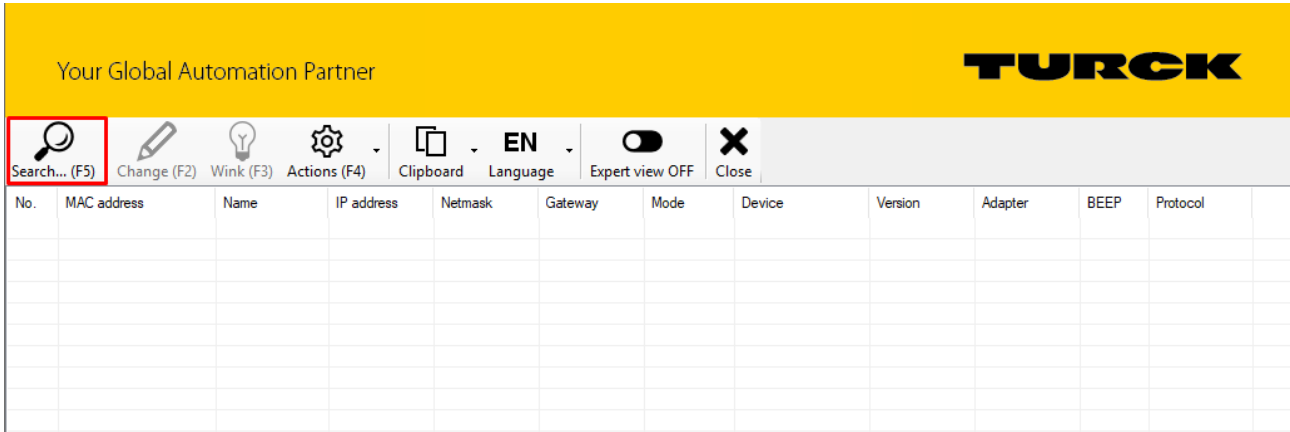 Your Global Automation Partner
TURCK
Search... (F5) Change (F2) Wink (F3) Actions (F4) Clipboard EN Language Expert view OFF Close
No. MAC address Name IP address Netmask Gateway Mode Device Version Adapter BEEP Protocol